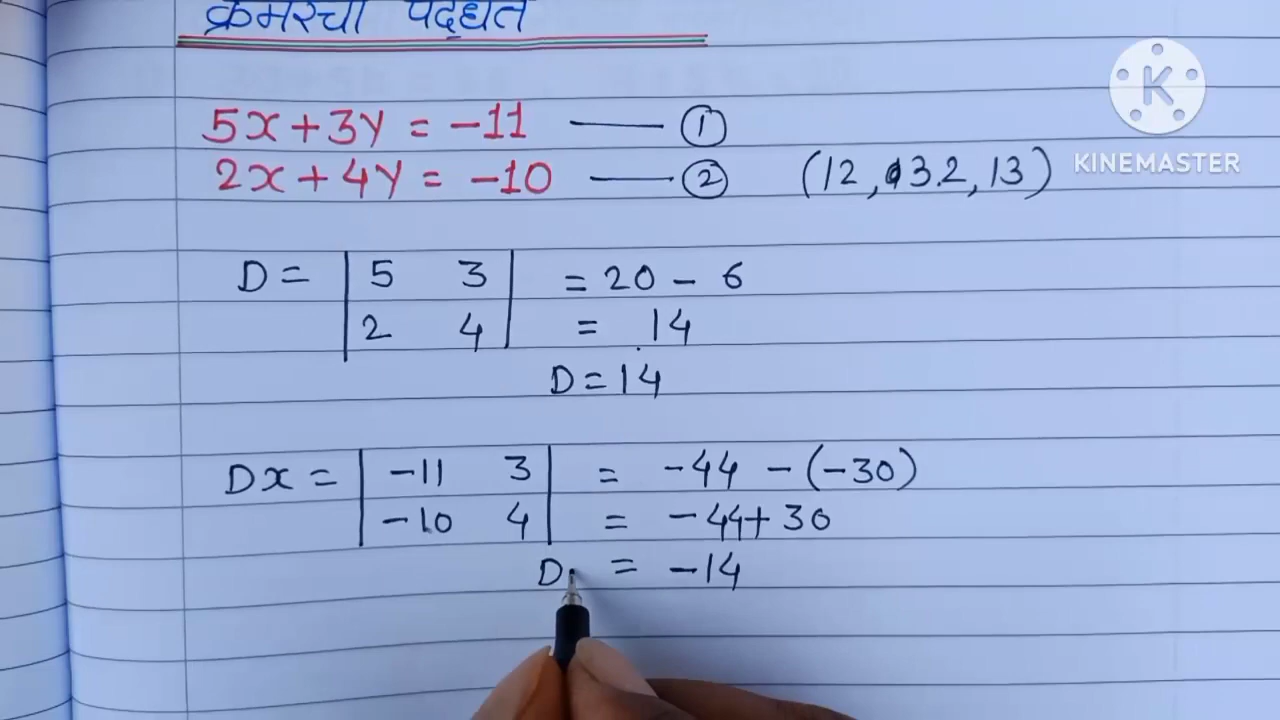 क्रमरचा पद्धत
5x+3y = -11 —— ①
2x+4y = -10 —— ② (12, 13.2, 13)
KINEMASTER
D = | 5 3 | = 20 - 6
| 2 4 | = 14
D = 14
Dx = | -11 3 | = -44 - (-30)
| -10 4 | = -44+30
D = -14